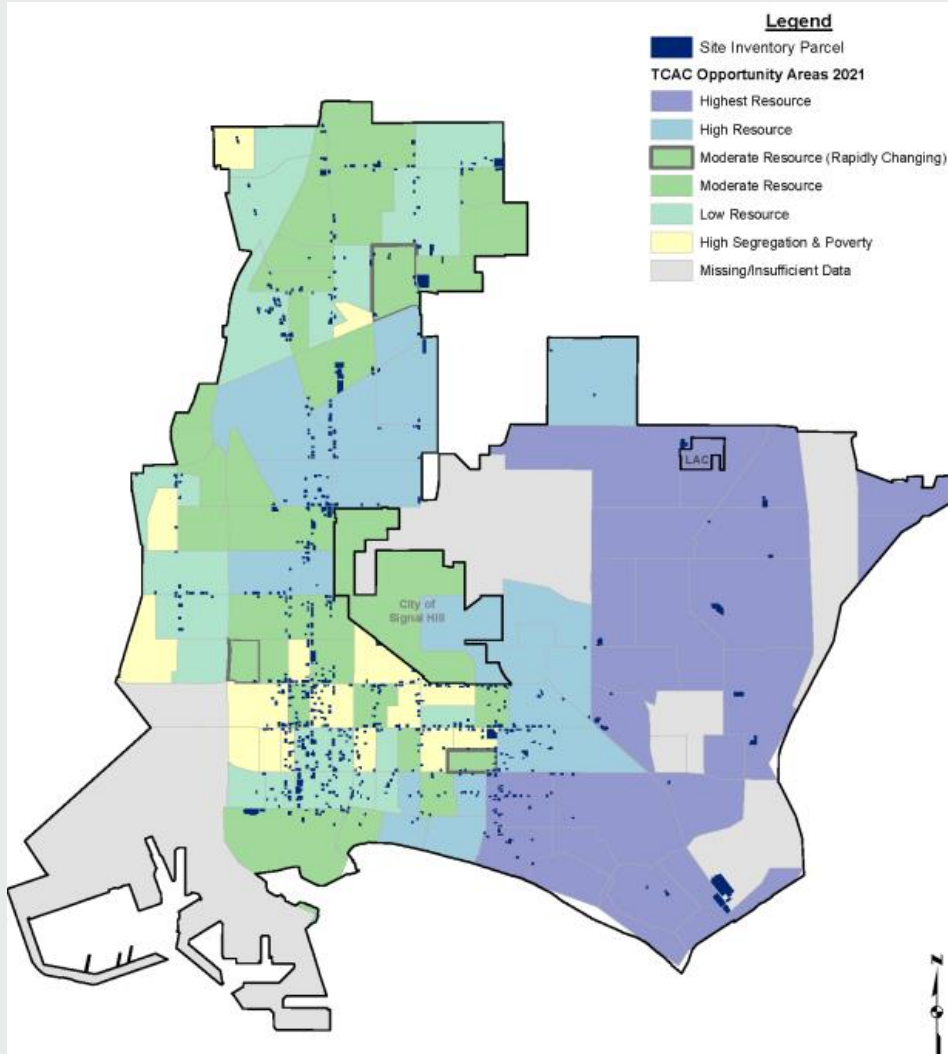 Legend
Site Inventory Parcel
TCAC Opportunity Areas 2021
Highest Resource
High Resource
Moderate Resource (Rapidly Changing)
Moderate Resource
Low Resource
High Segregation & Poverty
Missing/Insufficient Data
LAC
City of
Signal Hill
N